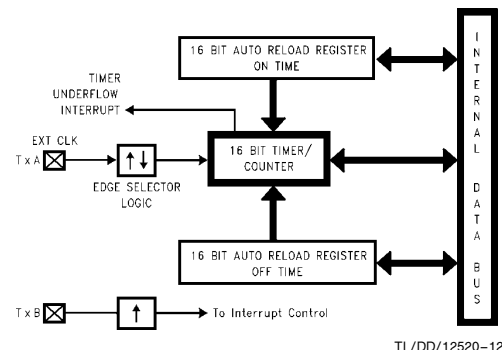 16 BIT AUTO RELOAD REGISTER
ON TIME
TIMER
UNDERFLOW
INTERRUPT
EXT CLK
TxA
16 BIT TIMER/
COUNTER
EDGE SELECTOR
LOGIC
16 BIT AUTO RELOAD REGISTER
OFF TIME
TxB
To Interrupt Control
INTERNAL DATA BUS
TL/DD/12520-12